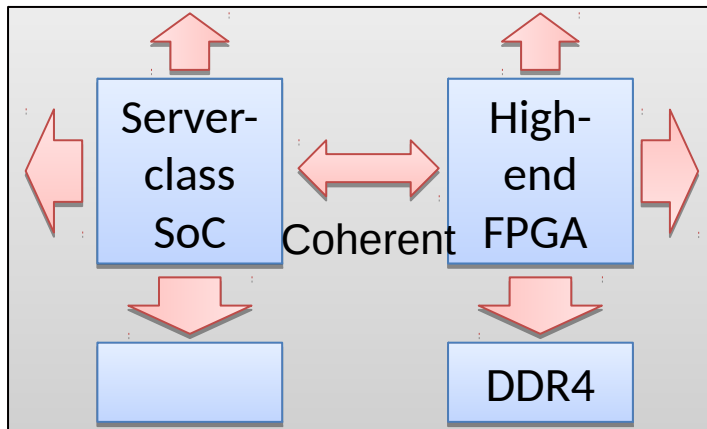 Server-
class
SoC
High-
end
FPGA
Coherent
DDR4